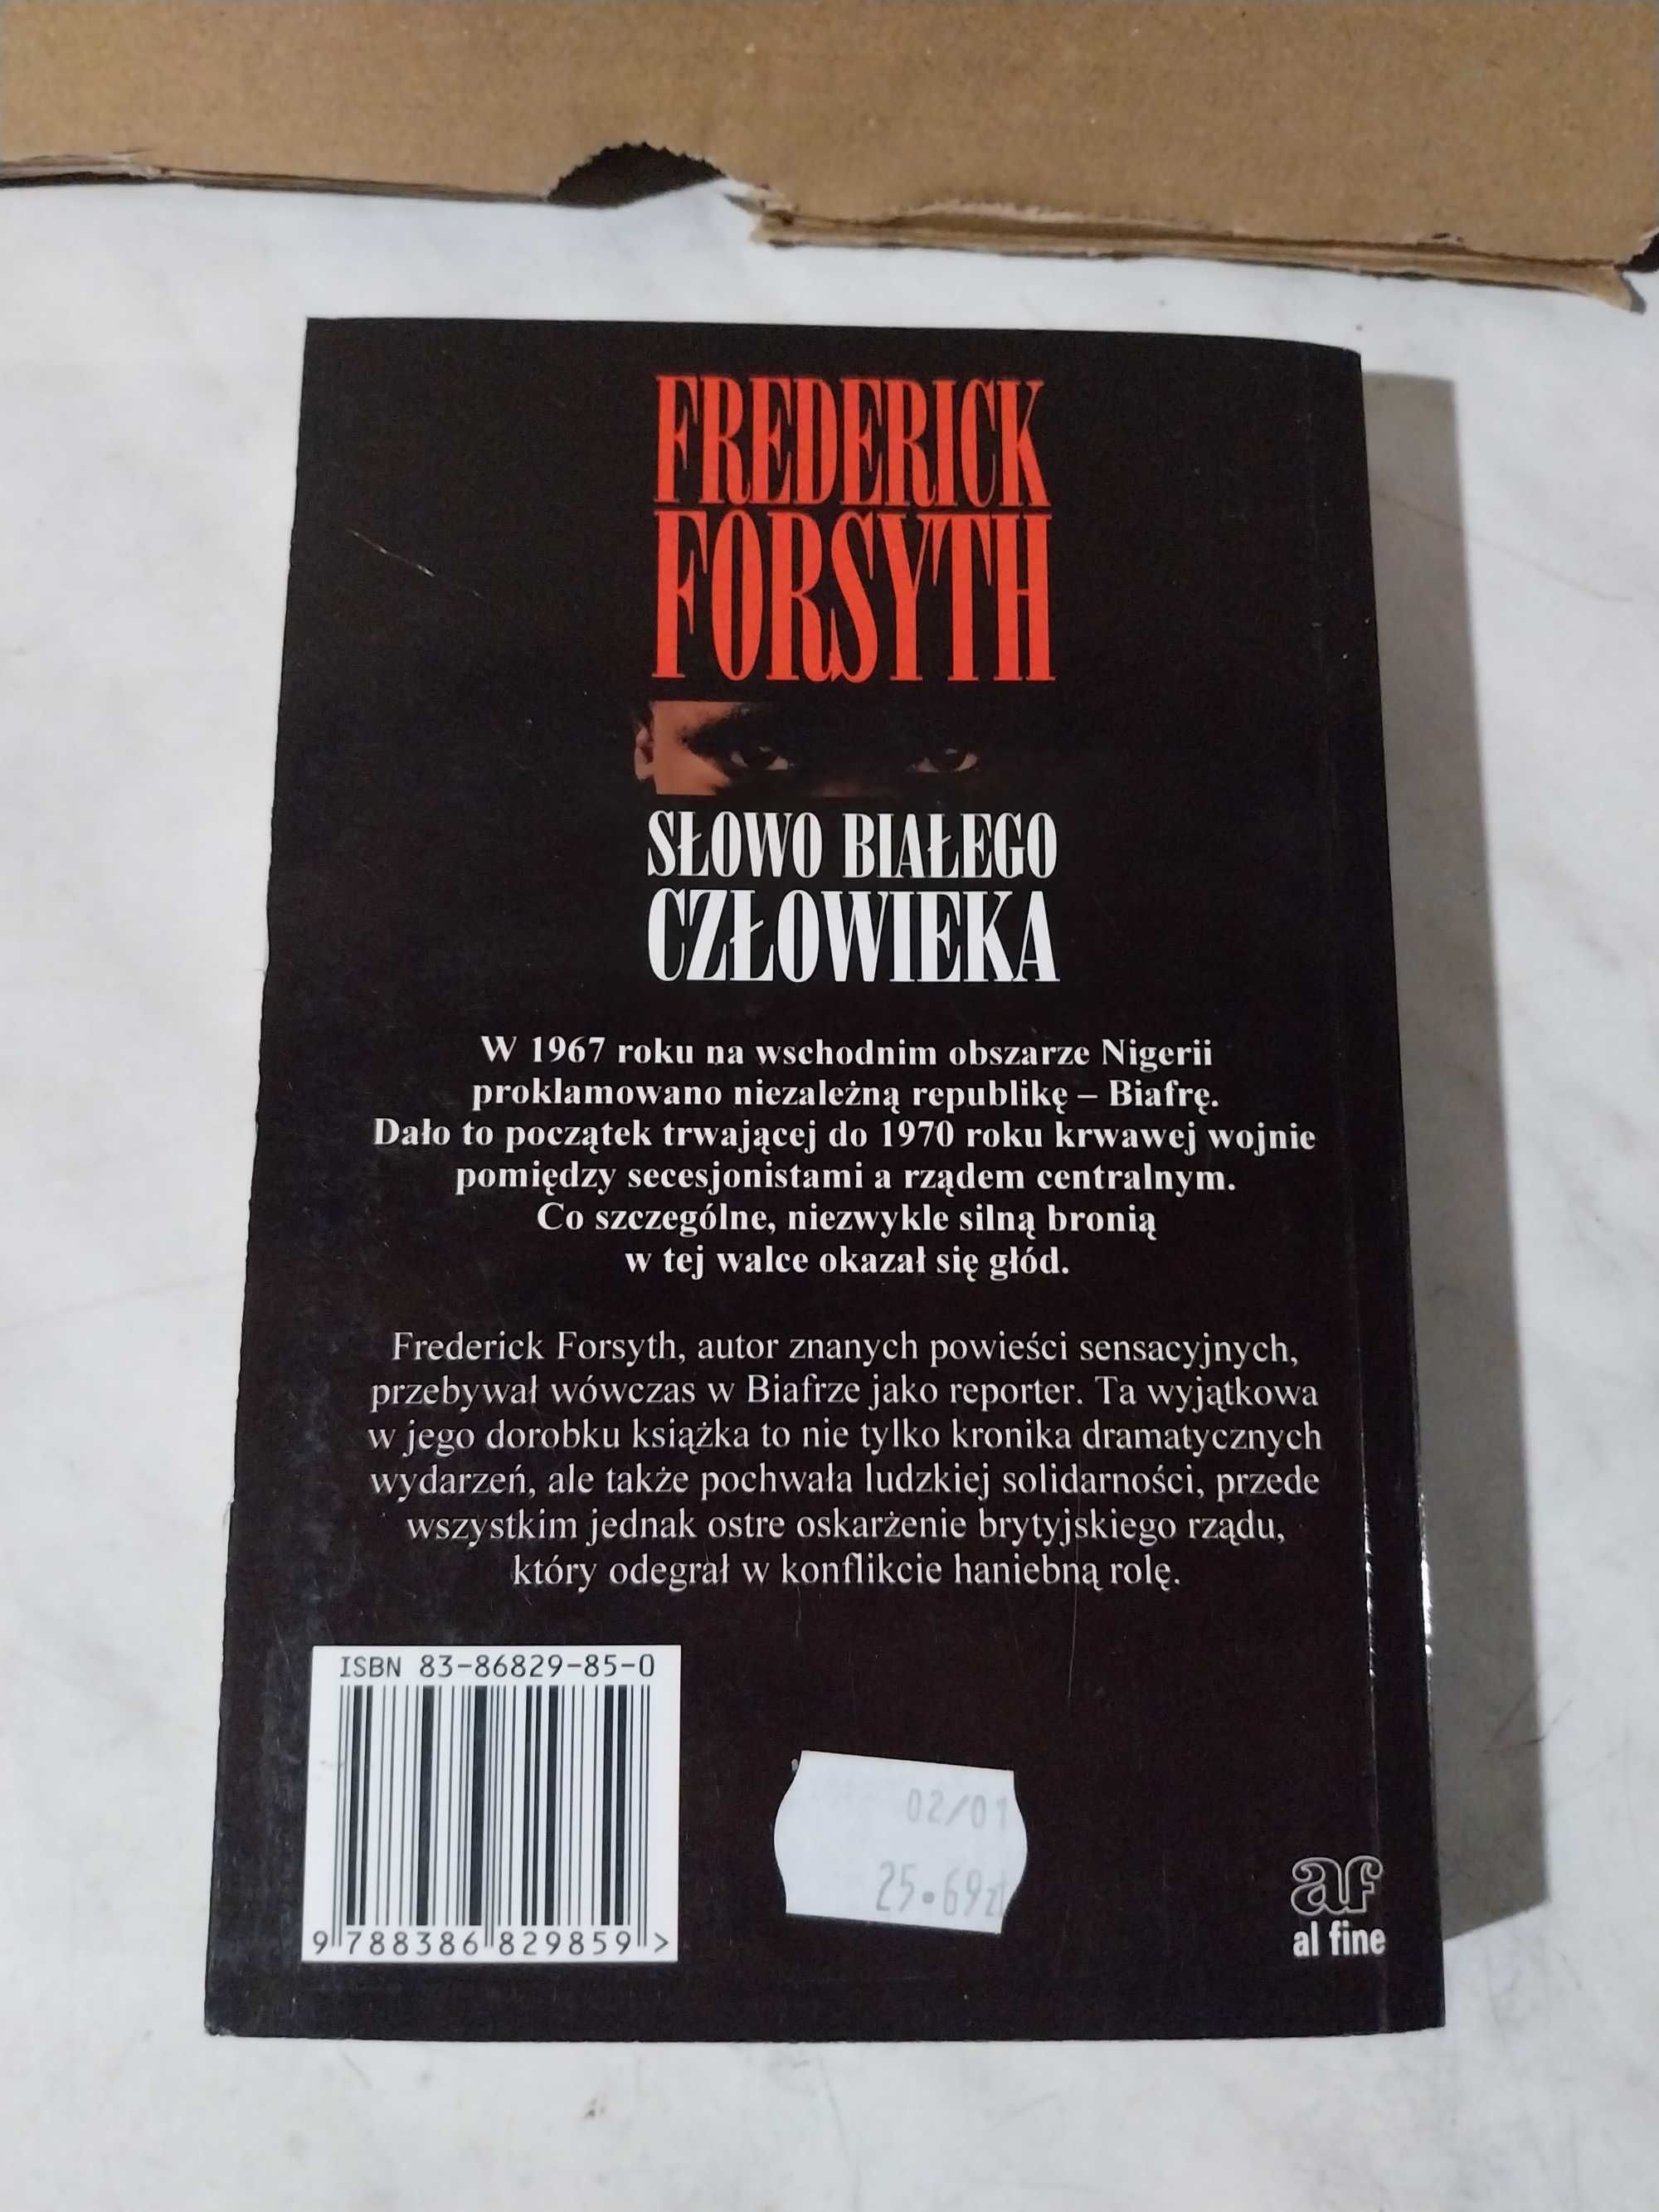 FREDERICK
FORSYTH
SŁOWO BIAŁEGO
CZŁOWIEKA
W 1967 roku na wschodnim obszarze Nigerii
proklamowano niezależną republikę – Biafrę.
Dało to początek trwającej do 1970 roku krwawej wojnie
pomiędzy secesjonistami a rządem centralnym.
Co szczególne, niezwykle silną bronią
w tej walce okazał się głód.
Frederick Forsyth, autor znanych powieści sensacyjnych,
przebywał wówczas w Biafrze jako reporter. Ta wyjątkowa
w jego dorobku książka to nie tylko kronika dramatycznych
wydarzeń, ale także pochwała ludzkiej solidarności, przede
wszystkim jednak ostre oskarżenie brytyjskiego rządu,
który odegrał w konflikcie haniebną rolę.
ISBN 83-86829-85-0
9 788386 829859 >
02/01
25.69zł
af
al fine